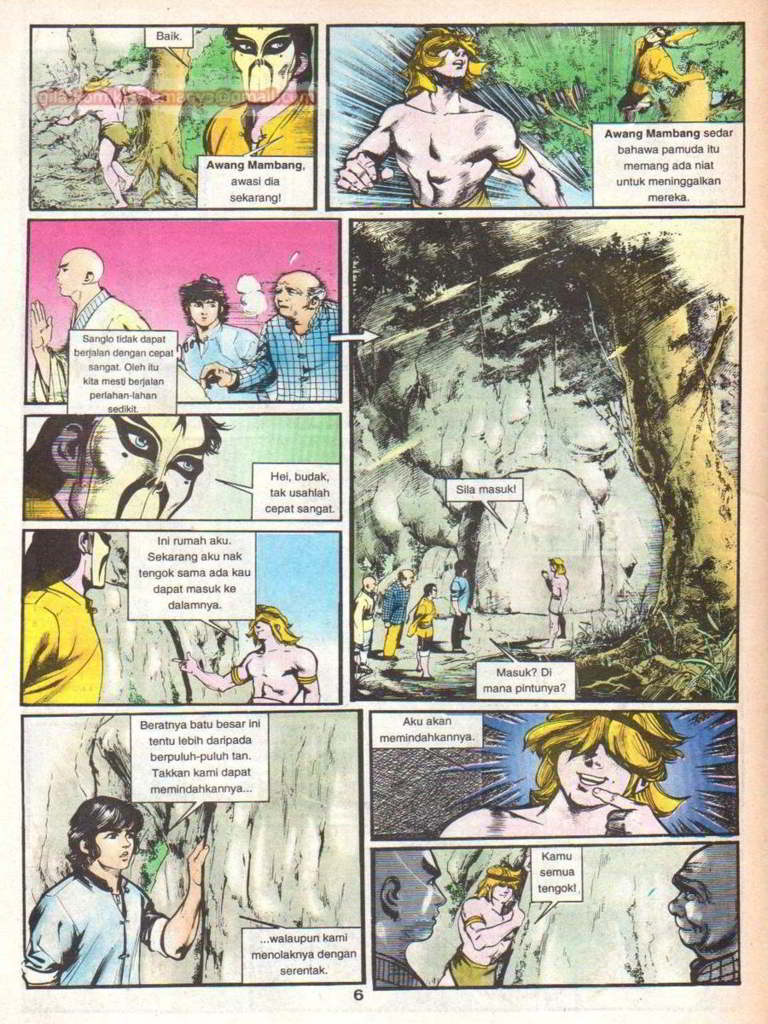 Baik.
Awang Mambang,
awasi dia
sekarang!
Awang Mambang sedar
bahawa pamuda itu
memang ada niat
untuk meninggalkan
mereka.
Sanglo tidak dapat
berjalan dengan cepat
sangat. Oleh itu
kita mesti berjalan
perlahan-lahan
sedikit.
Hei, budak,
tak usahlah
cepat sangat.
Ini rumah aku.
Sekarang aku nak
tengok sama ada kau
dapat masuk ke
dalamnya.
Sila masuk!
Masuk? Di
mana pintunya?
Beratnya batu besar ini
tentu lebih daripada
berpuluh-puluh tan.
Takkan kami dapat
memindahkannya...
...walaupun kami
menolaknya dengan
serentak.
Aku akan
memindahkannya.
Kamu
semua
tengok!
6